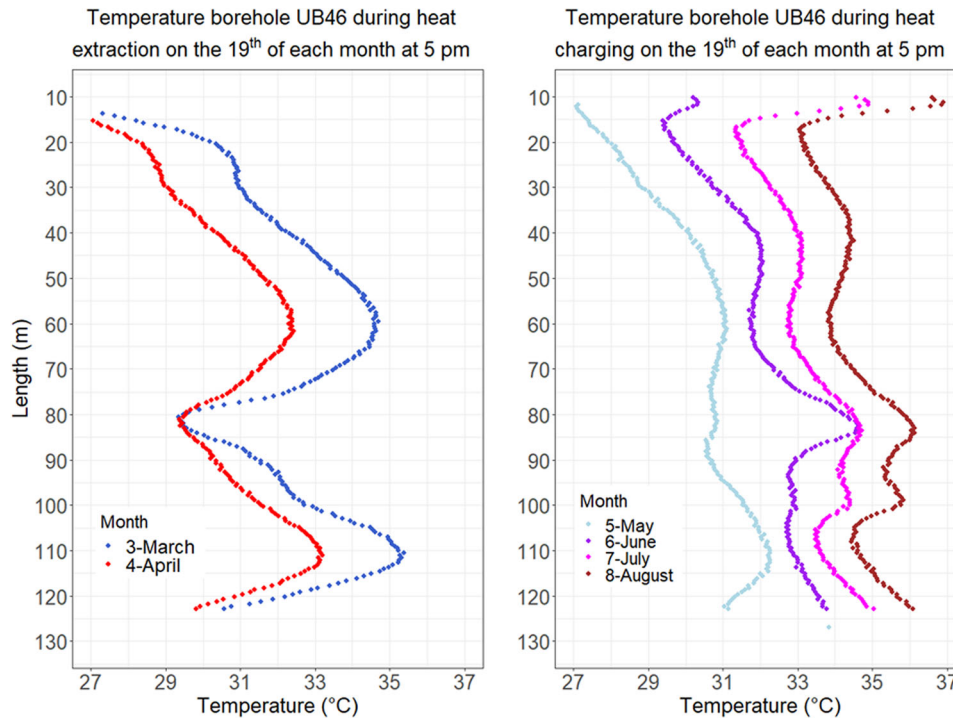 Temperature borehole UB46 during heat
extraction on the 19th of each month at 5 pm
Length (m)
10
20
30
40
50
60
70
80
90
100
110
120
130
Month
3-March
4-April
27 29 31 33 35 37
Temperature (°C)
Temperature borehole UB46 during heat
charging on the 19th of each month at 5 pm
10
20
30
40
50
60
70
80
90
100
110
120
130
Month
5-May
6-June
7-July
8-August
27 29 31 33 35 37
Temperature (°C)